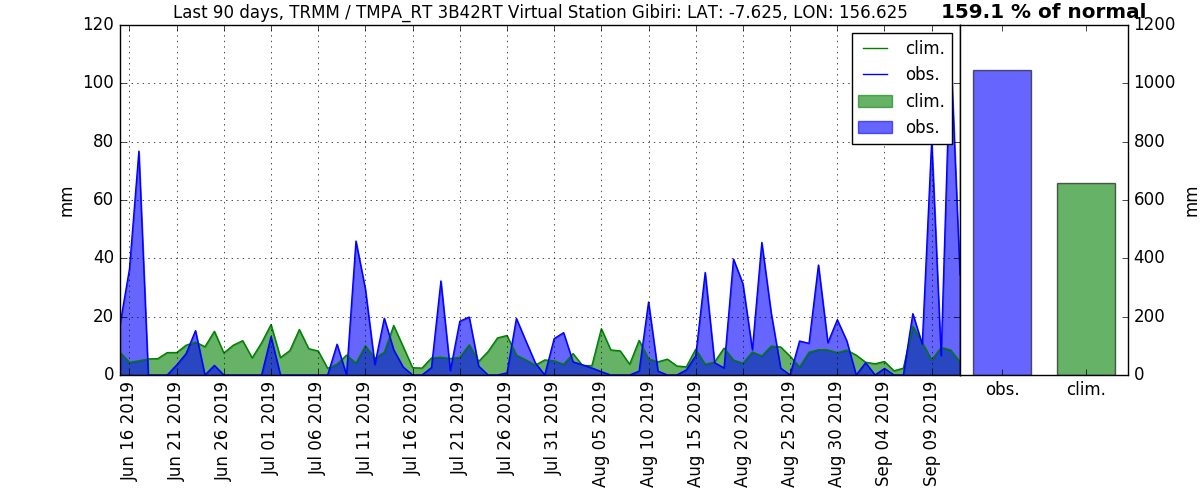 Last 90 days, TRMM / TMPA_RT 3B42RT Virtual Station Gibiri: LAT: -7.625, LON: 156.625
159.1 % of normal
120
100
80
60
40
20
0
mm
clim.
obs.
clim.
obs.
Jun 16 2019
Jun 21 2019
Jun 26 2019
Jul 01 2019
Jul 06 2019
Jul 11 2019
Jul 16 2019
Jul 21 2019
Jul 26 2019
Jul 31 2019
Aug 05 2019
Aug 10 2019
Aug 15 2019
Aug 20 2019
Aug 25 2019
Aug 30 2019
Sep 04 2019
Sep 09 2019
1200
1000
800
600
400
200
0
mm
obs.
clim.